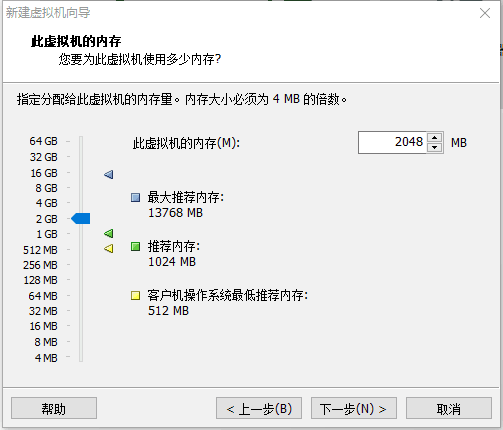 新建虚拟机向导
此虚拟机的内存
您要为此虚拟机使用多少内存?
指定分配给此虚拟机的内存量。内存大小必须为 4 MB 的倍数。
64 GB
32 GB
16 GB
8 GB
4 GB
2 GB
1 GB
512 MB
256 MB
128 MB
64 MB
32 MB
16 MB
8 MB
4 MB
此虚拟机的内存(M): 2048 MB
最大推荐内存:
13768 MB
推荐内存:
1024 MB
客户机操作系统最低推荐内存:
512 MB
帮助 < 上一步(B) 下一步(N) > 取消